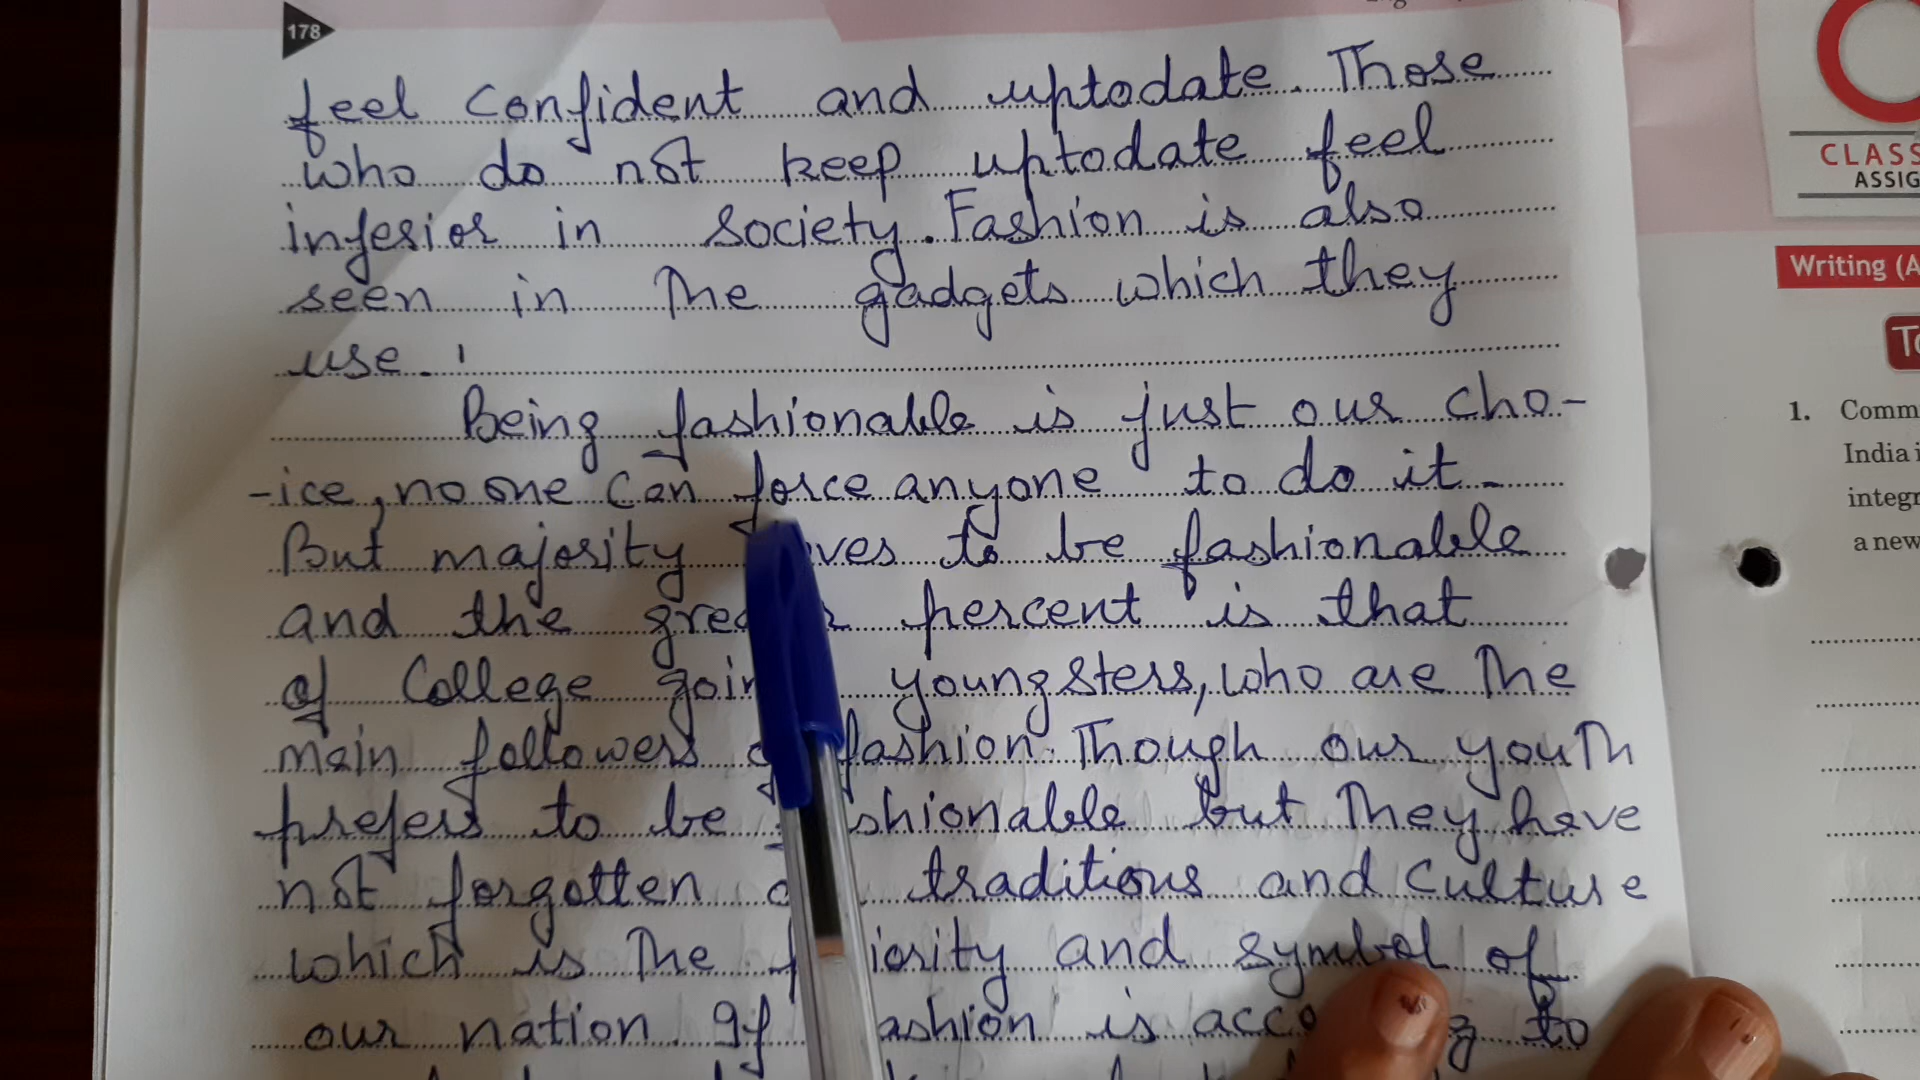 178
feel confident and uptodate. Those
who do not keep uptodate feel
inferior in society. Fashion is also
seen in the gadgets which they
use.
Being fashionable is just our cho-
-ice, no one can force anyone to do it.
But majority to be fashionable
and the percent is that
of College youngsters, who are the
main followers fashion. Though our youth
prefers to be but they have
not forgotten traditions and culture
which is the and symbol of
our nation. If is to
CLASS
ASSIG
Writing (A
1. Comm
India i
integr
a new